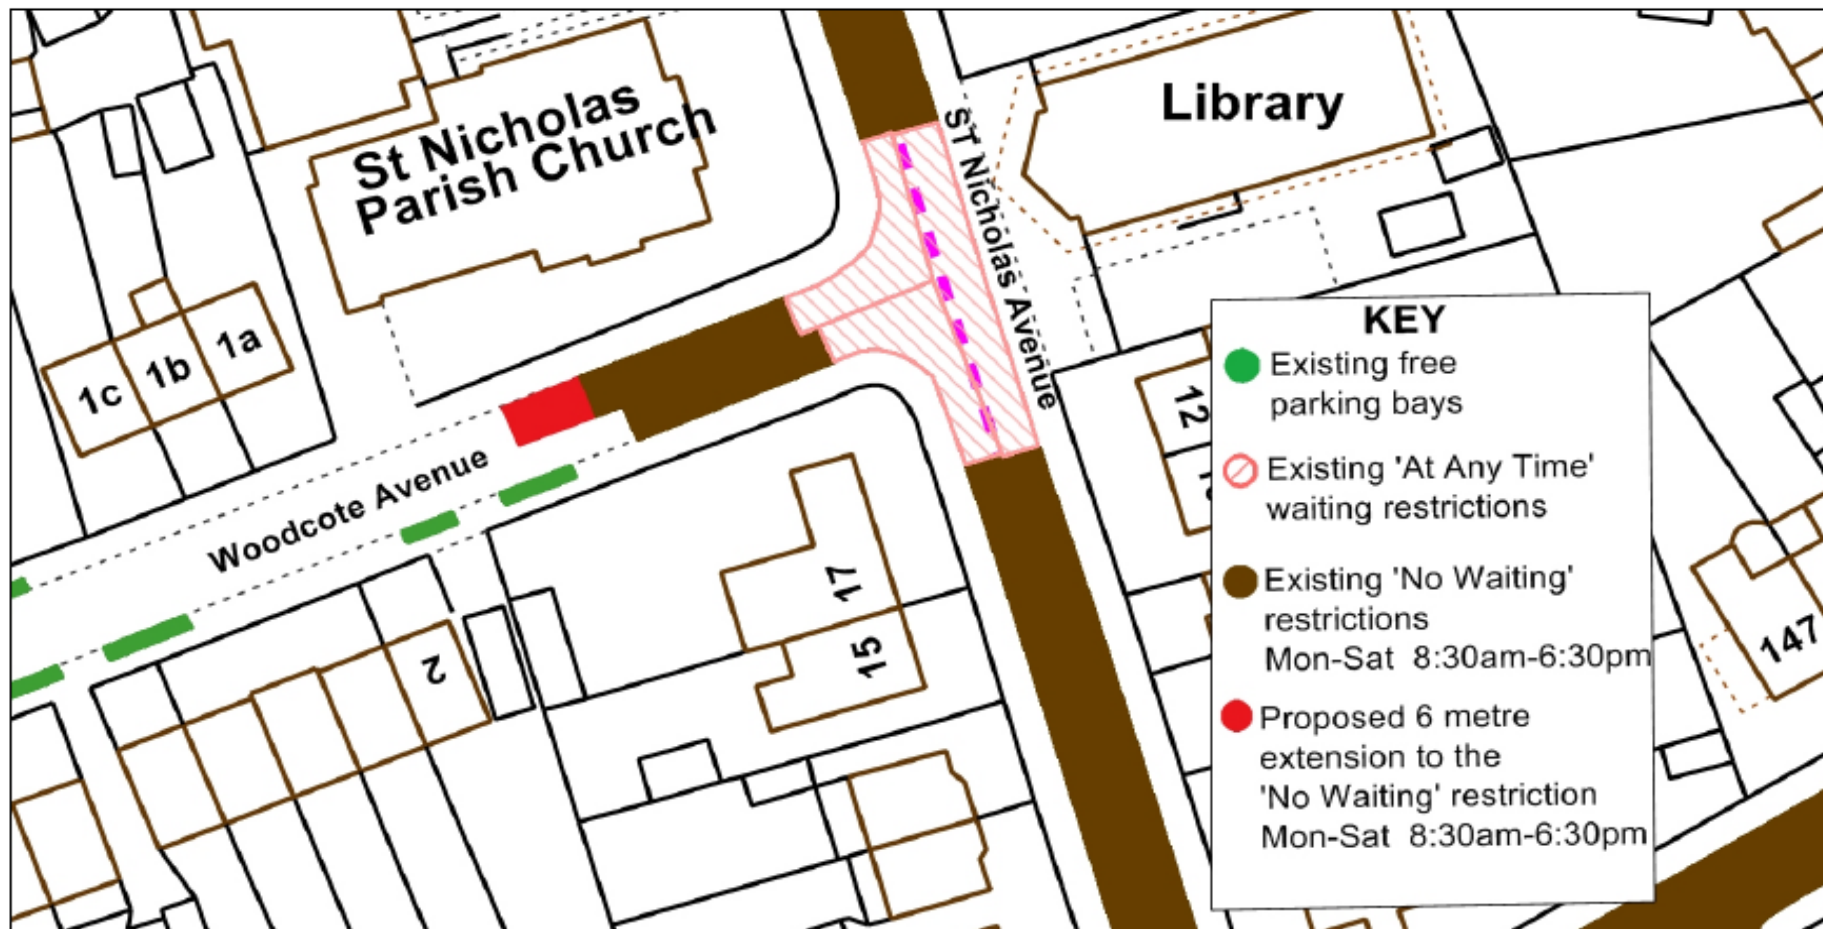 St Nicholas
Parish Church
Library
ST Nicholas Avenue
1c
1b
1a
Woodcote Avenue
12
17
15
2
147
KEY
Existing free
parking bays
Existing 'At Any Time'
waiting restrictions
Existing 'No Waiting'
restrictions
Mon-Sat 8:30am-6:30pm
Proposed 6 metre
extension to the
'No Waiting' restriction
Mon-Sat 8:30am-6:30pm